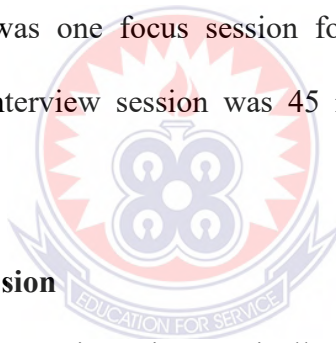 was one focus session fo
nterview session was 45
sion
EDUCATION FOR SERVICE